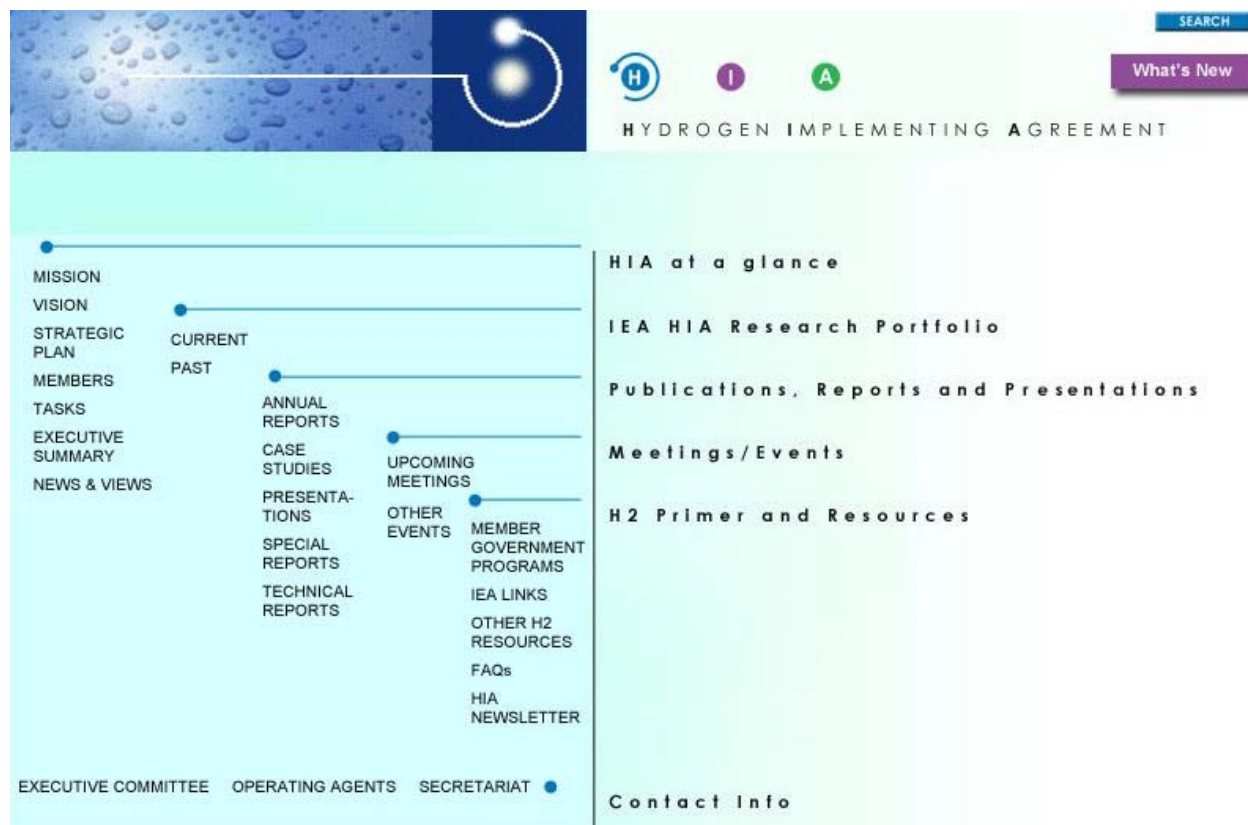 SEARCH
What's New
H I A
HYDROGEN IMPLEMENTING AGREEMENT
HIA at a glance
MISSION
VISION
STRATEGIC
PLAN
MEMBERS
TASKS
EXECUTIVE
SUMMARY
NEWS & VIEWS
IEA HIA Research Portfolio
CURRENT
PAST
Publications, Reports and Presentations
ANNUAL
REPORTS
CASE
STUDIES
PRESENTA-
TIONS
SPECIAL
REPORTS
TECHNICAL
REPORTS
Meetings/Events
UPCOMING
MEETINGS
OTHER
EVENTS
H2 Primer and Resources
MEMBER
GOVERNMENT
PROGRAMS
IEA LINKS
OTHER H2
RESOURCES
FAQs
HIA
NEWSLETTER
EXECUTIVE COMMITTEE OPERATING AGENTS SECRETARIAT
Contact Info